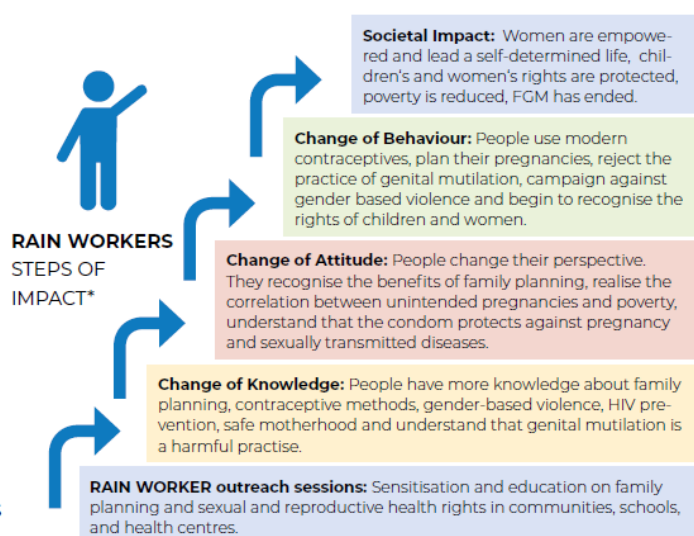 Societal Impact: Women are empowe-
red and lead a self-determined life, chil-
dren's and women's rights are protected,
poverty is reduced, FGM has ended.
Change of Behaviour: People use modern
contraceptives, plan their pregnancies, reject the
practice of genital mutilation, campaign against
gender based violence and begin to recognise the
rights of children and women.
RAIN WORKERS
STEPS OF
IMPACT*
Change of Attitude: People change their perspective.
They recognise the benefits of family planning, realise the
correlation between unintended pregnancies and poverty,
understand that the condom protects against pregnancy
and sexually transmitted diseases.
Change of Knowledge: People have more knowledge about family
planning, contraceptive methods, gender-based violence, HIV pre-
vention, safe motherhood and understand that genital mutilation is
a harmful practise.
RAIN WORKER outreach sessions: Sensitisation and education on family
planning and sexual and reproductive health rights in communities, schools,
and health centres.